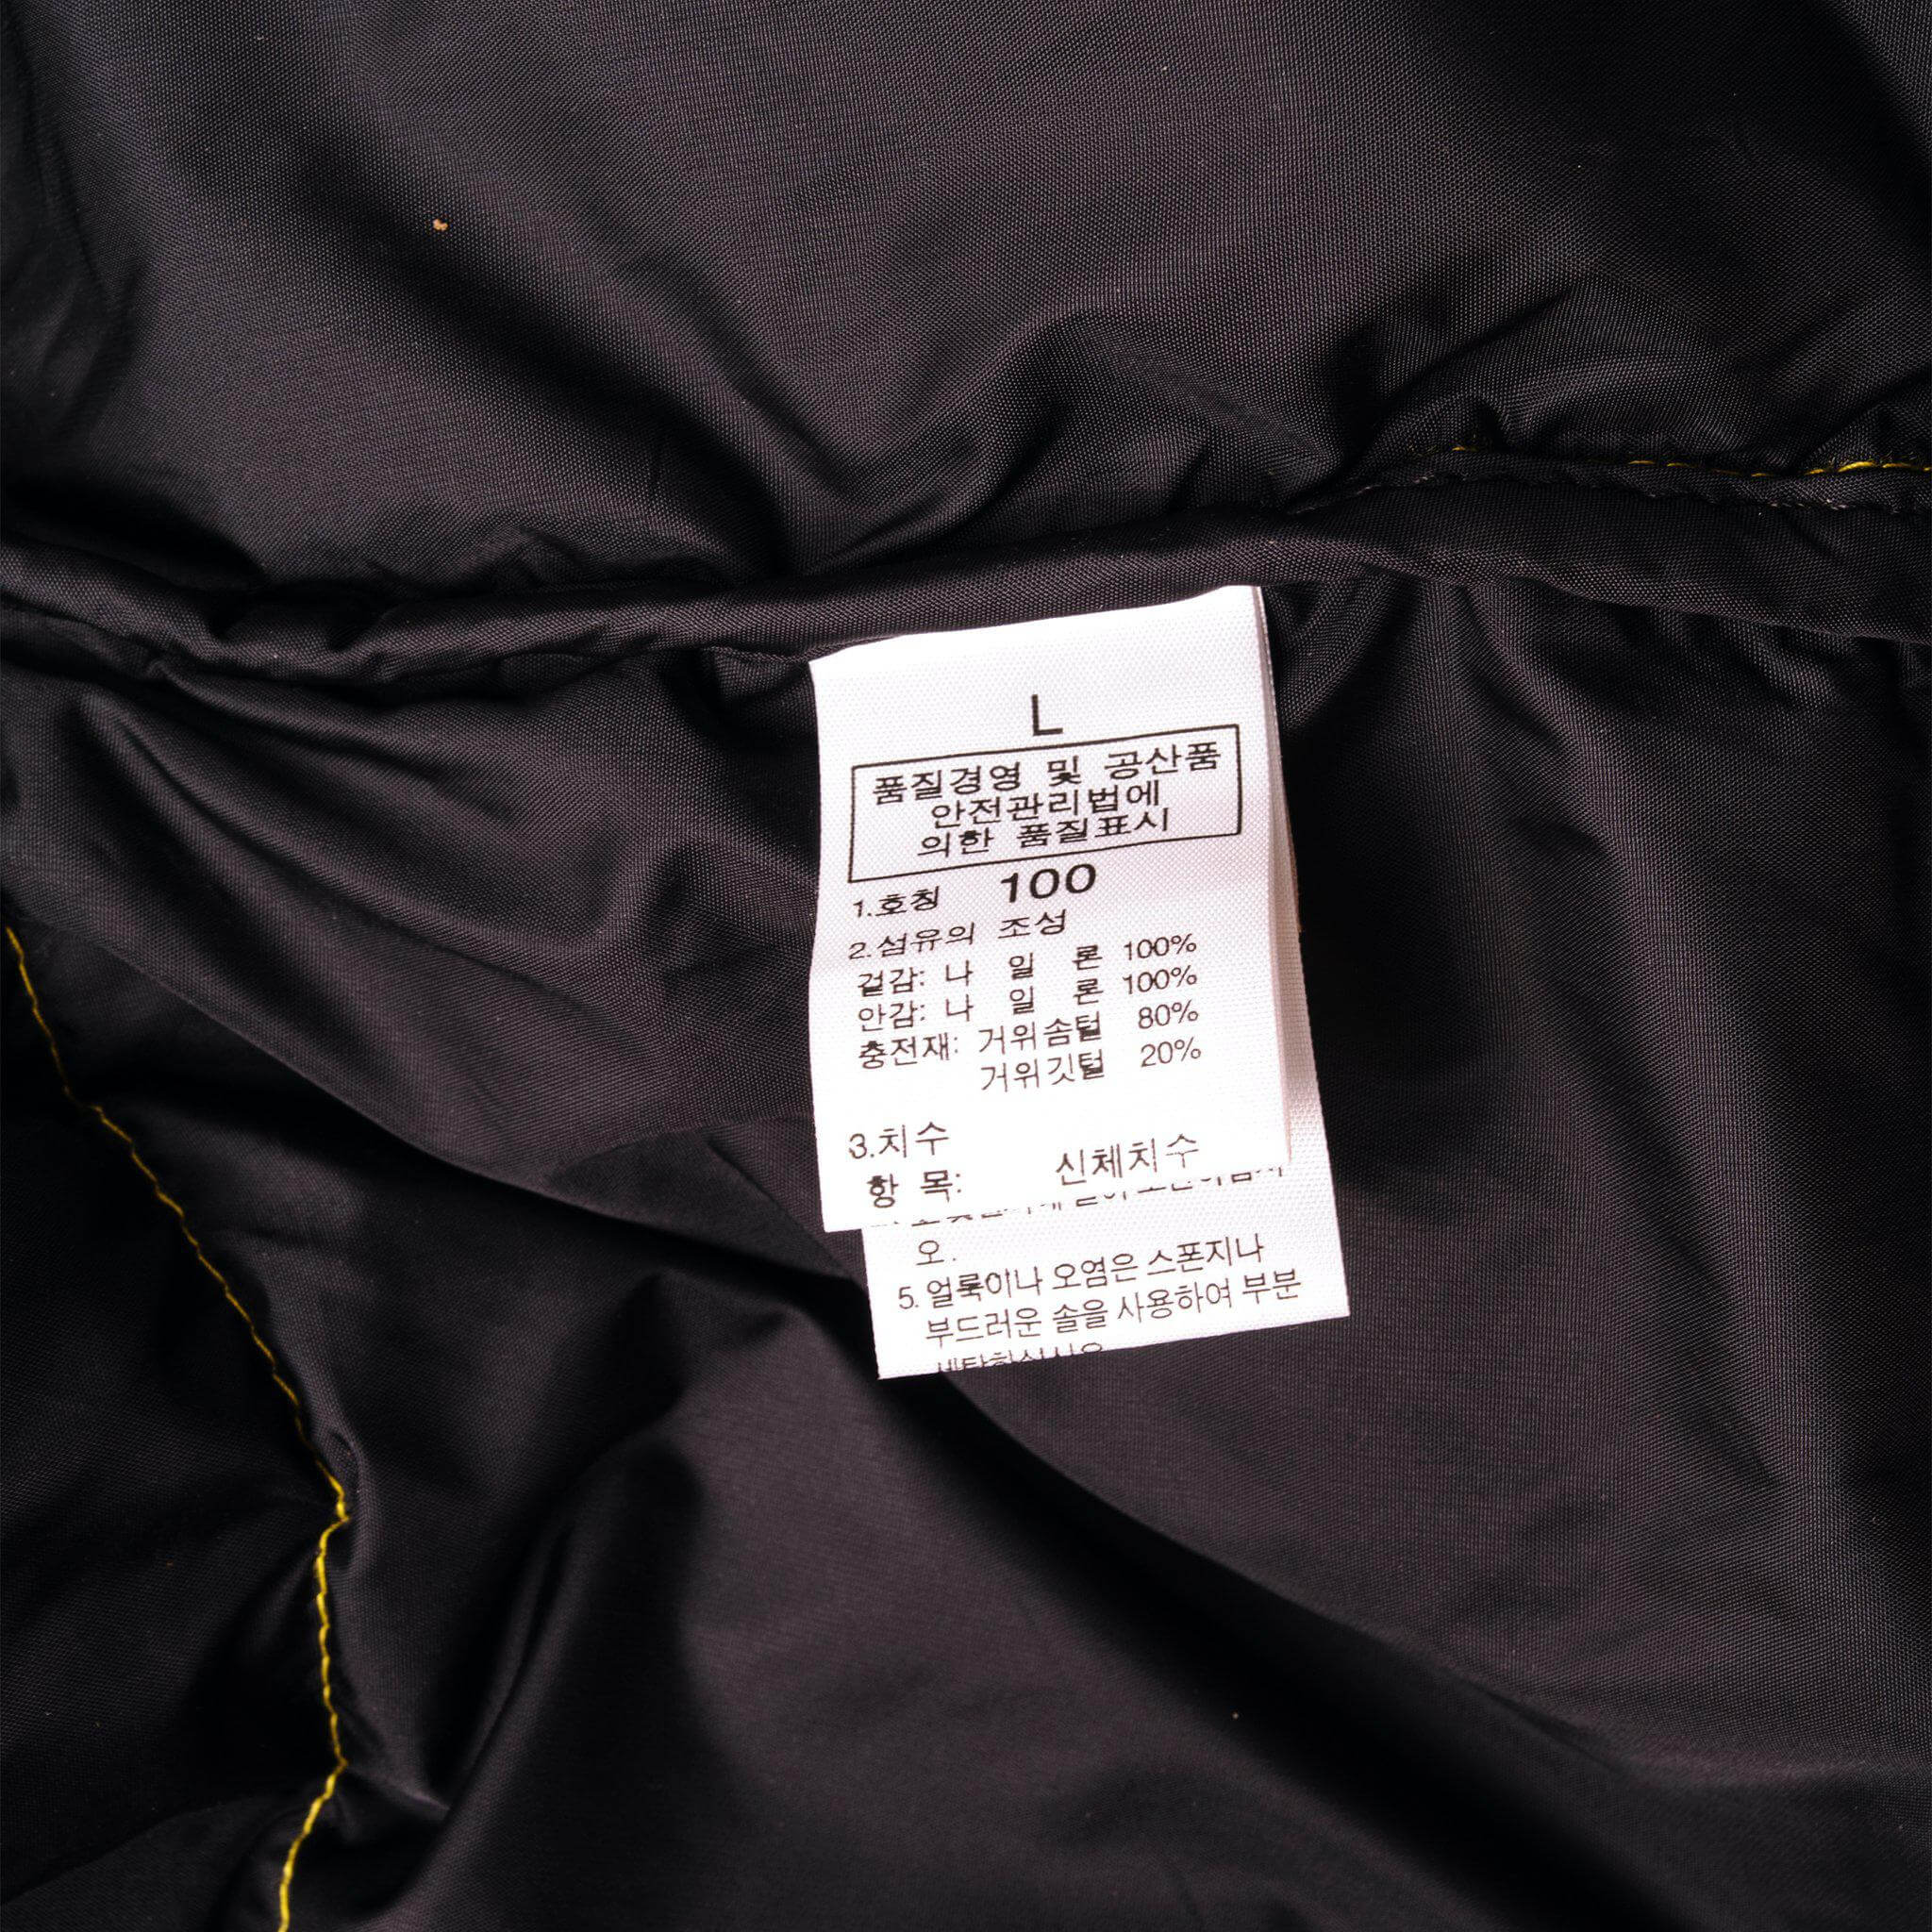 L
품질경영 및 공산품
안전관리법에
의한 품질표시
1.호칭 100
2.섬유의 조성
겉감: 나 일 론 100%
안감: 나 일 론 100%
충전재: 거위솜털 80%
거위깃털 20%
3.치수
항 목: 신체치수
오.
5. 얼룩이나 오염은 스폰지나
부드러운 솔을 사용하여 부분